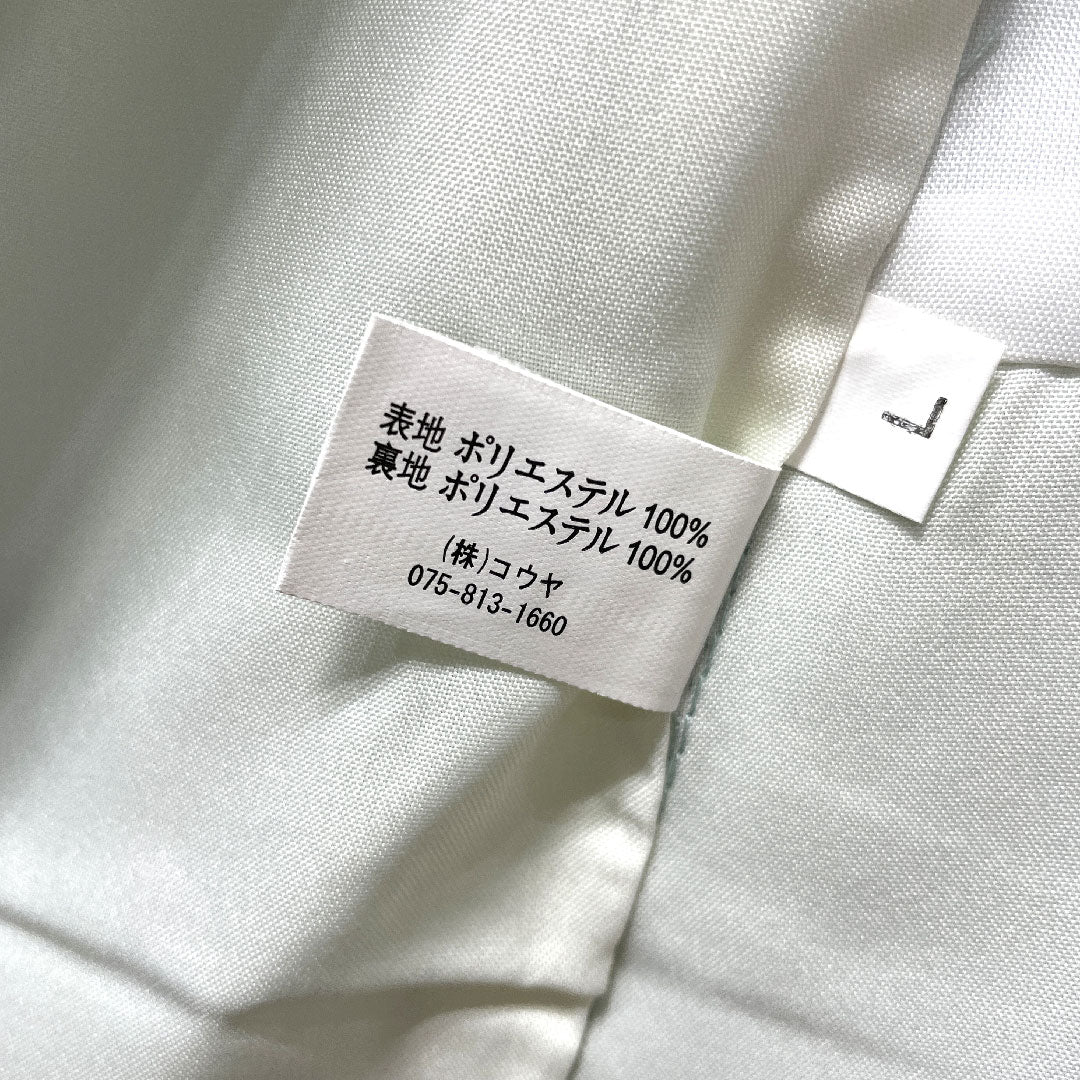 表地 ポリエステル 100%
裏地 ポリエステル 100%
(株)コウヤ
075-813-1660
L